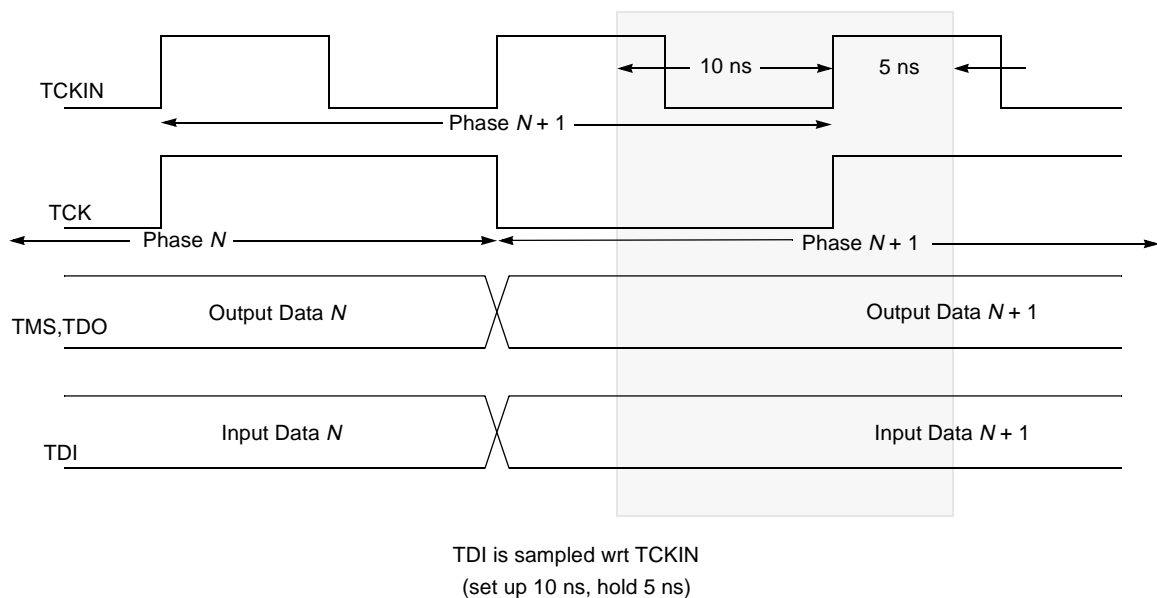 10 ns
5 ns
TCKIN
Phase N + 1
TCK
Phase N
Phase N + 1
Output Data N
Output Data N + 1
TMS,TDO
Input Data N
Input Data N + 1
TDI
TDI is sampled wrt TCKIN
(set up 10 ns, hold 5 ns)